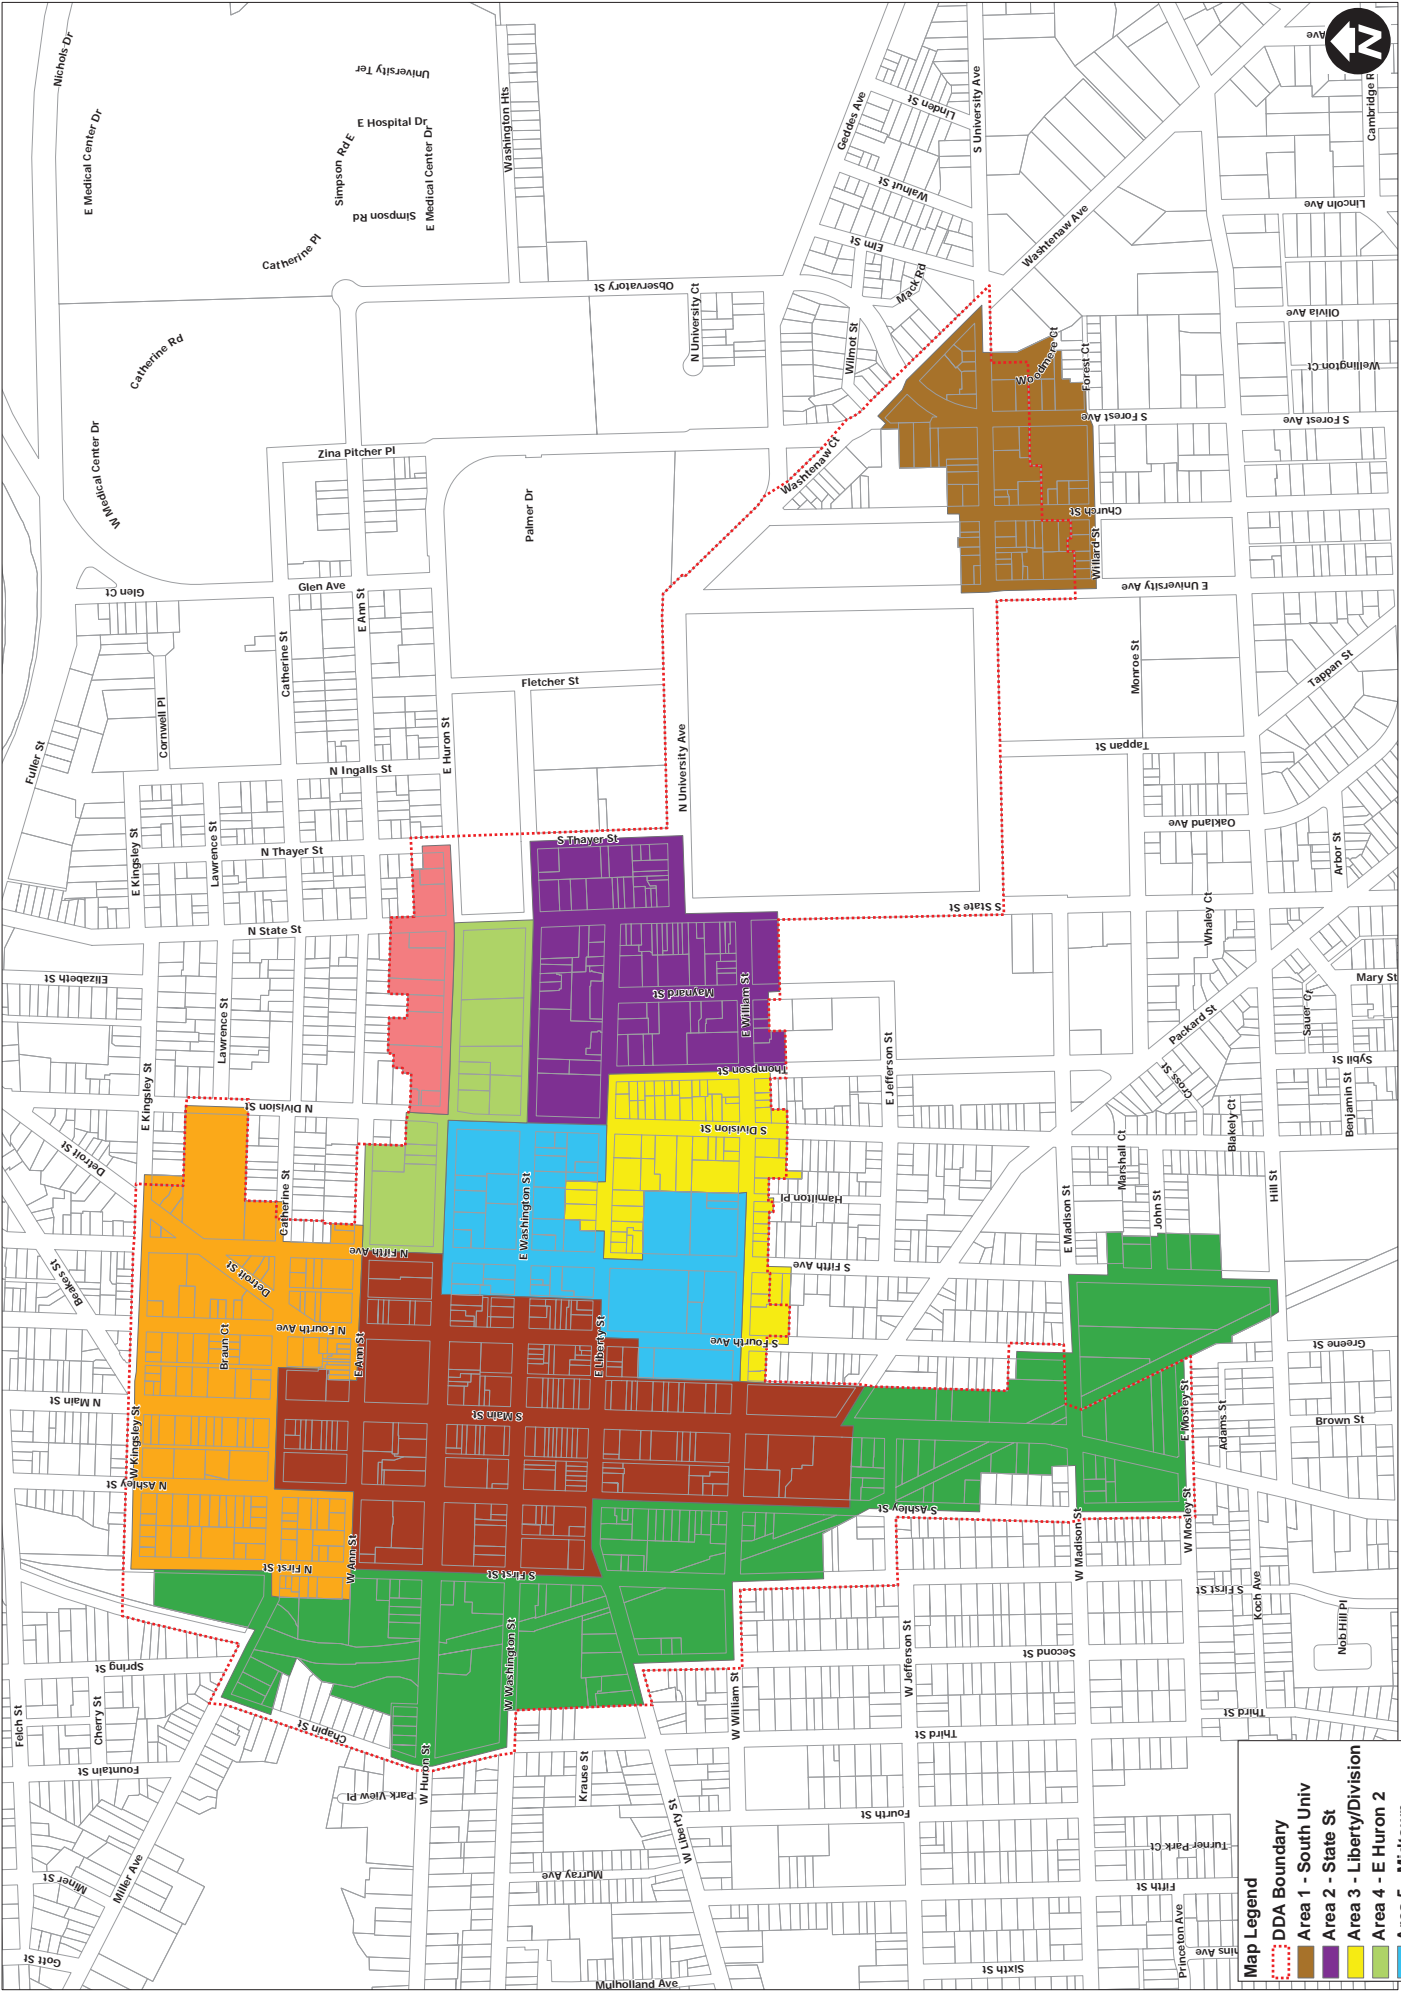 Nichols Dr
E Medical Center Dr
University Ter
E Hospital Dr
Simpson Rd E
E Medical Center Dr
Simpson Rd
Catherine Pl
Washington Hts
Geddes Ave
Linden St
S University Ave
Walnut St
Elm St
Mack Rd
Washtenaw Ave
Ave
N
Lincoln Ave
Olivia Ave
Wellington Ct
S Forest Ave
Observatory St
N University Ct
Wilmot St
Catherine Rd
W Medical Center Dr
Zina Pitcher Pl
Palmer Dr
Washtenaw Ct
Woodmere Ct
Forest Ct
S Forest Ave
Church St
Willard St
E University Ave
Glen Ct
Glen Ave
E Ann St
Catherine St
Cornwell Pl
Fuller St
Fletcher St
E Huron St
N University Ave
Monroe St
Tappan St
Tappan St
N Ingalls St
E Kingsley St
Lawrence St
N Thayer St
S Thayer St
Oakland Ave
Arbor St
N State St
S State St
Whaley Ct
Elizabeth St
Lawrence St
Maynard St
E William St
Mary St
Sauer Ct
Packard St
Sybil St
E Kingsley St
Thompson St
E Jefferson St
Cross St
Benjamin St
Blakely Ct
N Division St
S Division St
Detroit St
Marshall Ct
Catherine St
E Washington St
Hamilton Pl
E Madison St
John St
Hill St
N Fifth Ave
S Fifth Ave
Beakes St
Detroit St
N Fourth Ave
Braun Ct
E Ann St
E Liberty St
S Fourth Ave
Greene St
N Main St
S Main St
E Mosley St
Adams St
Brown St
W Kingsley St
N Ashley St
S Ashley St
W Madison St
W Mosley St
N First St
W Ann St
S First St
S First St
Koch Ave
Nob Hill Pl
Spring St
W Washington St
W Jefferson St
Second St
W William St
Felch St
Cherry St
Chapin St
Third St
Third St
Fountain St
Park View Pl
W Huron St
Krause St
W Liberty St
Fourth St
Turner Park Ct
Miner St
Miller Ave
Murray Ave
Fifth St
Princeton Ave
Gott St
Mulholland Ave
Sixth St
Map Legend
DDA Boundary
Area 1 - South Univ
Area 2 - State St
Area 3 - Liberty/Division
Area 4 - E Huron 2